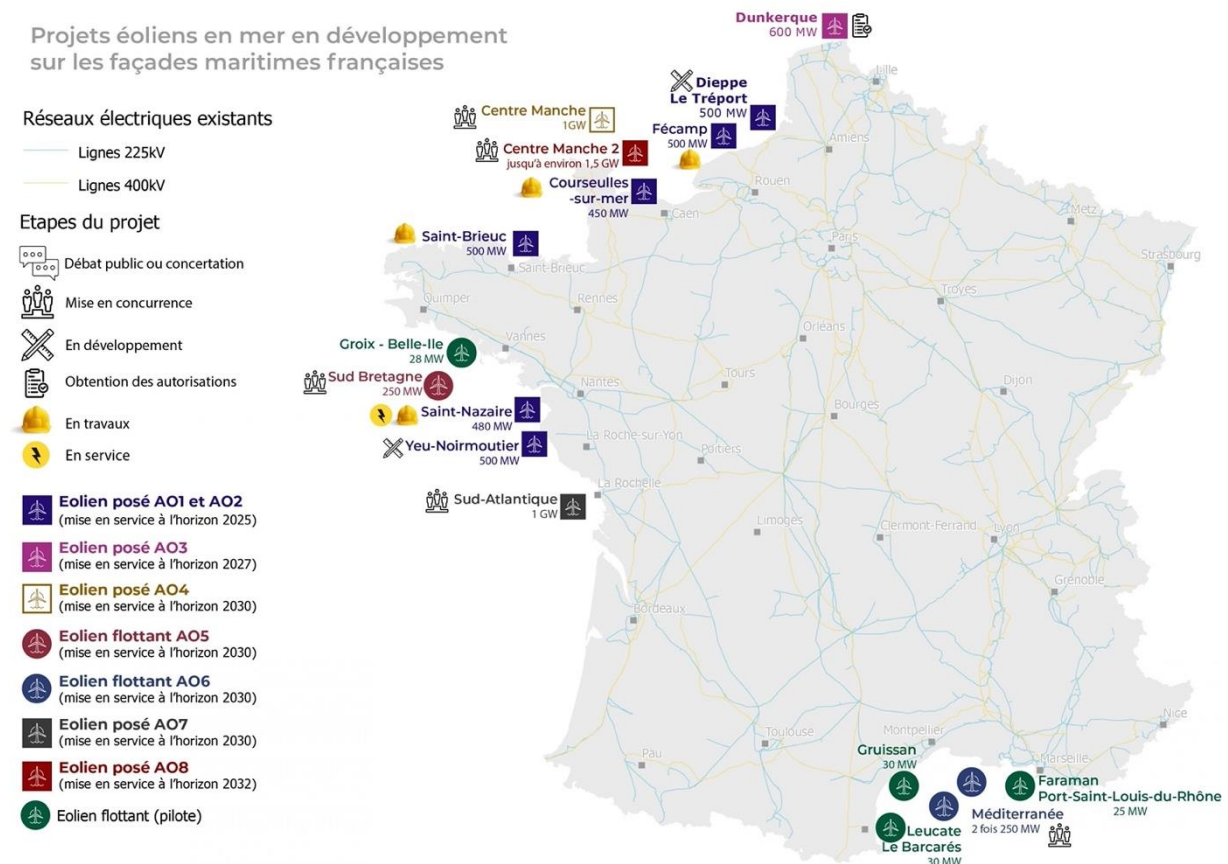 Projets éoliens en mer en développement
sur les façades maritimes françaises
Réseaux électriques existants
Lignes 225kV
Lignes 400kV
Etapes du projet
Débat public ou concertation
Mise en concurrence
En développement
Obtention des autorisations
En travaux
En service
Eolien posé AO1 et AO2
(mise en service à l'horizon 2025)
Eolien posé AO3
(mise en service à l'horizon 2027)
Eolien posé AO4
(mise en service à l'horizon 2030)
Eolien flottant AO5
(mise en service à l'horizon 2030)
Eolien flottant AO6
(mise en service à l'horizon 2030)
Eolien posé AO7
(mise en service à l'horizon 2030)
Eolien posé AO8
(mise en service à l'horizon 2032)
Eolien flottant (pilote)
Dunkerque
600 MW
Lille
Dieppe
Le Tréport
500 MW
Centre Manche
1GW
Fécamp
500 MW
Amiens
Centre Manche 2
jusqu'à environ 1,5 GW
Rouen
Courseulles
-sur-mer
450 MW
Caen
Metz
Saint-Brieuc
500 MW
Paris
Strasbourg
Saint-Brieuc
Quimper
Rennes
Troyes
Vannes
Orléans
Groix - Belle-Ile
28 MW
Sud Bretagne
250 MW
Nantes
Tours
Dijon
Saint-Nazaire
480 MW
Bourges
Yeu-Noirmoutier
500 MW
La Roche-sur-Yon
Poitiers
La Rochelle
Sud-Atlantique
1 GW
Limoges
Clermont-Ferrand
Lyon
Grenoble
Bordeaux
Nice
Montpellier
Toulouse
Pau
Marseille
Gruissan
30 MW
Faraman
Port-Saint-Louis-du-Rhône
25 MW
Méditerranée
2 fois 250 MW
Leucate
Le Barcarés
30 MW